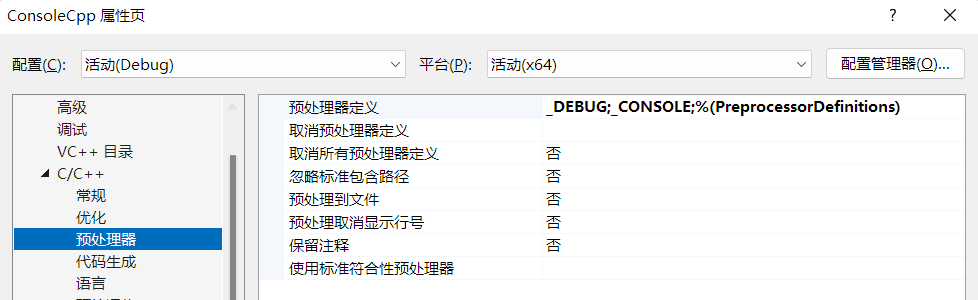 ConsoleCpp 属性页
配置(C): 活动(Debug) 平台(P): 活动(x64) 配置管理器(O)...
高级
调试
VC++ 目录
C/C++
常规
优化
预处理器
代码生成
语言
预处理器定义 _DEBUG;_CONSOLE;%(PreprocessorDefinitions)
取消预处理器定义
取消所有预处理器定义 否
忽略标准包含路径 否
预处理到文件 否
预处理取消显示行号 否
保留注释 否
使用标准符合性预处理器